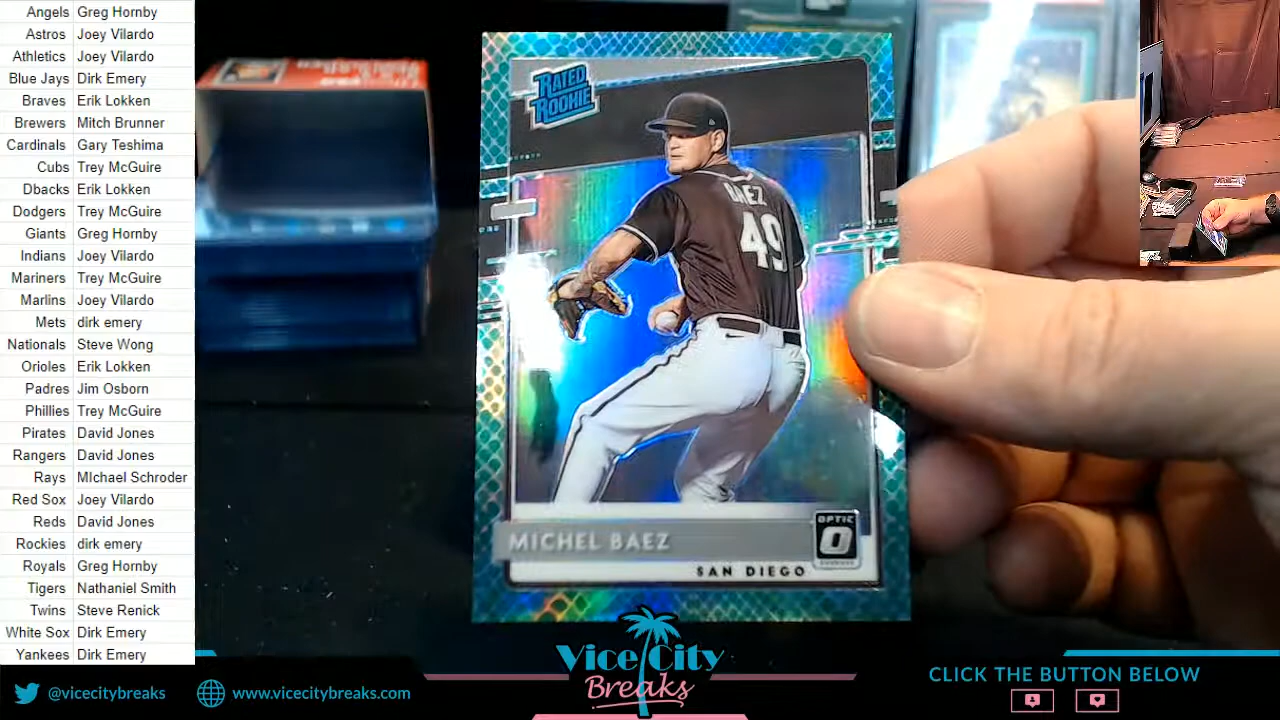 Angels Greg Hornby
Astros Joey Vilardo
Athletics Joey Vilardo
Blue Jays Dirk Emery
Braves Erik Lokken
Brewers Mitch Brunner
Cardinals Gary Teshima
Cubs Trey McGuire
Dbacks Erik Lokken
Dodgers Trey McGuire
Giants Greg Hornby
Indians Joey Vilardo
Mariners Trey McGuire
Marlins Joey Vilardo
Mets dirk emery
Nationals Steve Wong
Orioles Erik Lokken
Padres Jim Osborn
Phillies Trey McGuire
Pirates David Jones
Rangers David Jones
Rays MIchael Schroder
Red Sox Joey Vilardo
Reds David Jones
Rockies dirk emery
Royals Greg Hornby
Tigers Nathaniel Smith
Twins Steve Renick
White Sox Dirk Emery
Yankees Dirk Emery
RATED
ROOKIE
BAEZ
49
MICHEL BAEZ
OPTIC
SAN DIEGO
@vicecitybreaks
www.vicecitybreaks.com
Vice City
Breaks
CLICK THE BUTTON BELOW